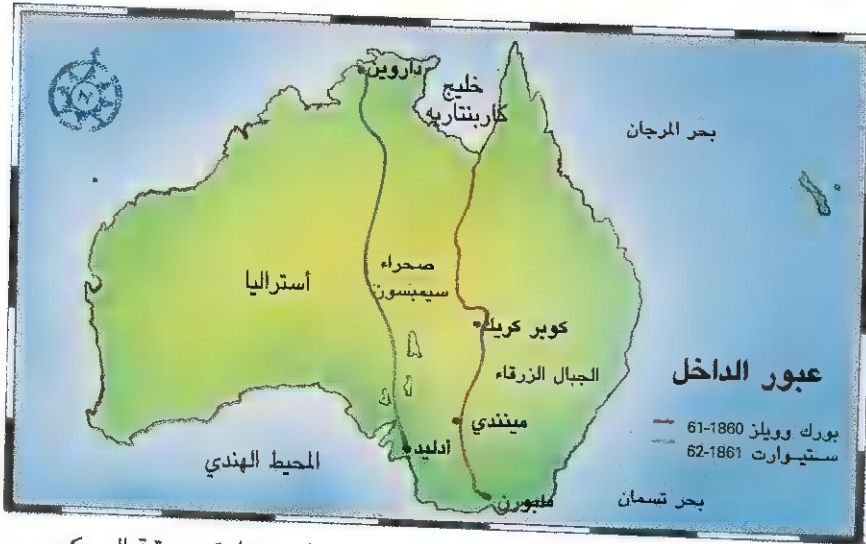 داروين
خليج
كاربنتاريه
بحر المرجان
N
صحراء
سيمبسون
أستراليا
كوبر كريك
الجبال الزرقاء
عبور الداخل
مينندي
بورك وويلز 1860-61
ستيوارت 1861-62
أدليد
المحيط الهندي
ملبورن
بحر تسمان